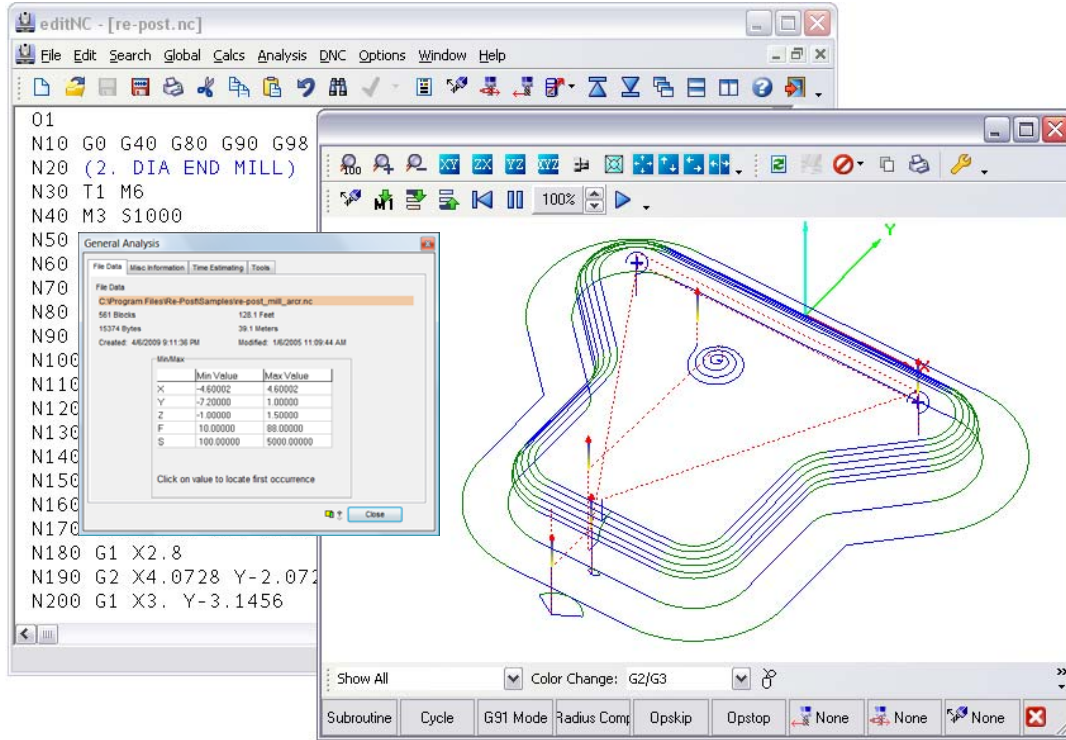 editNC - [re-post.nc]
File Edit Search Global Calcs Analysis DNC Options Window Help
O1
N10 G0 G40 G80 G90 G98
N20 (2. DIA END MILL)
N30 T1 M6
N40 M3 S1000
N50
N60
N70
N80
N90
N100
N110
N120
N130
N140
N150
N160
N170
N180 G1 X2.8
N190 G2 X4.0728 Y-2.072
N200 G1 X3. Y-3.1456
General Analysis
File Data Misc Information Time Estimating Tools
File Data
C:\Program Files\Re-Post\Samples\re-post_mill_arcr.nc
561 Blocks 128.1 Feet
15374 Bytes 39.1 Meters
Created: 4/6/2009 9:11:36 PM Modified: 1/6/2005 11:09:44 AM
Min/Max
Min Value Max Value
X -4.60002 4.60002
Y -7.20000 1.00000
Z -1.00000 1.50000
F 10.00000 88.00000
S 100.00000 5000.00000
Click on value to locate first occurrence
Close
100 XY ZX YZ XYZ
M1 100%
Y
X
Show All Color Change: G2/G3
Subroutine Cycle G91 Mode Radius Comp Opskip Opstop None None None